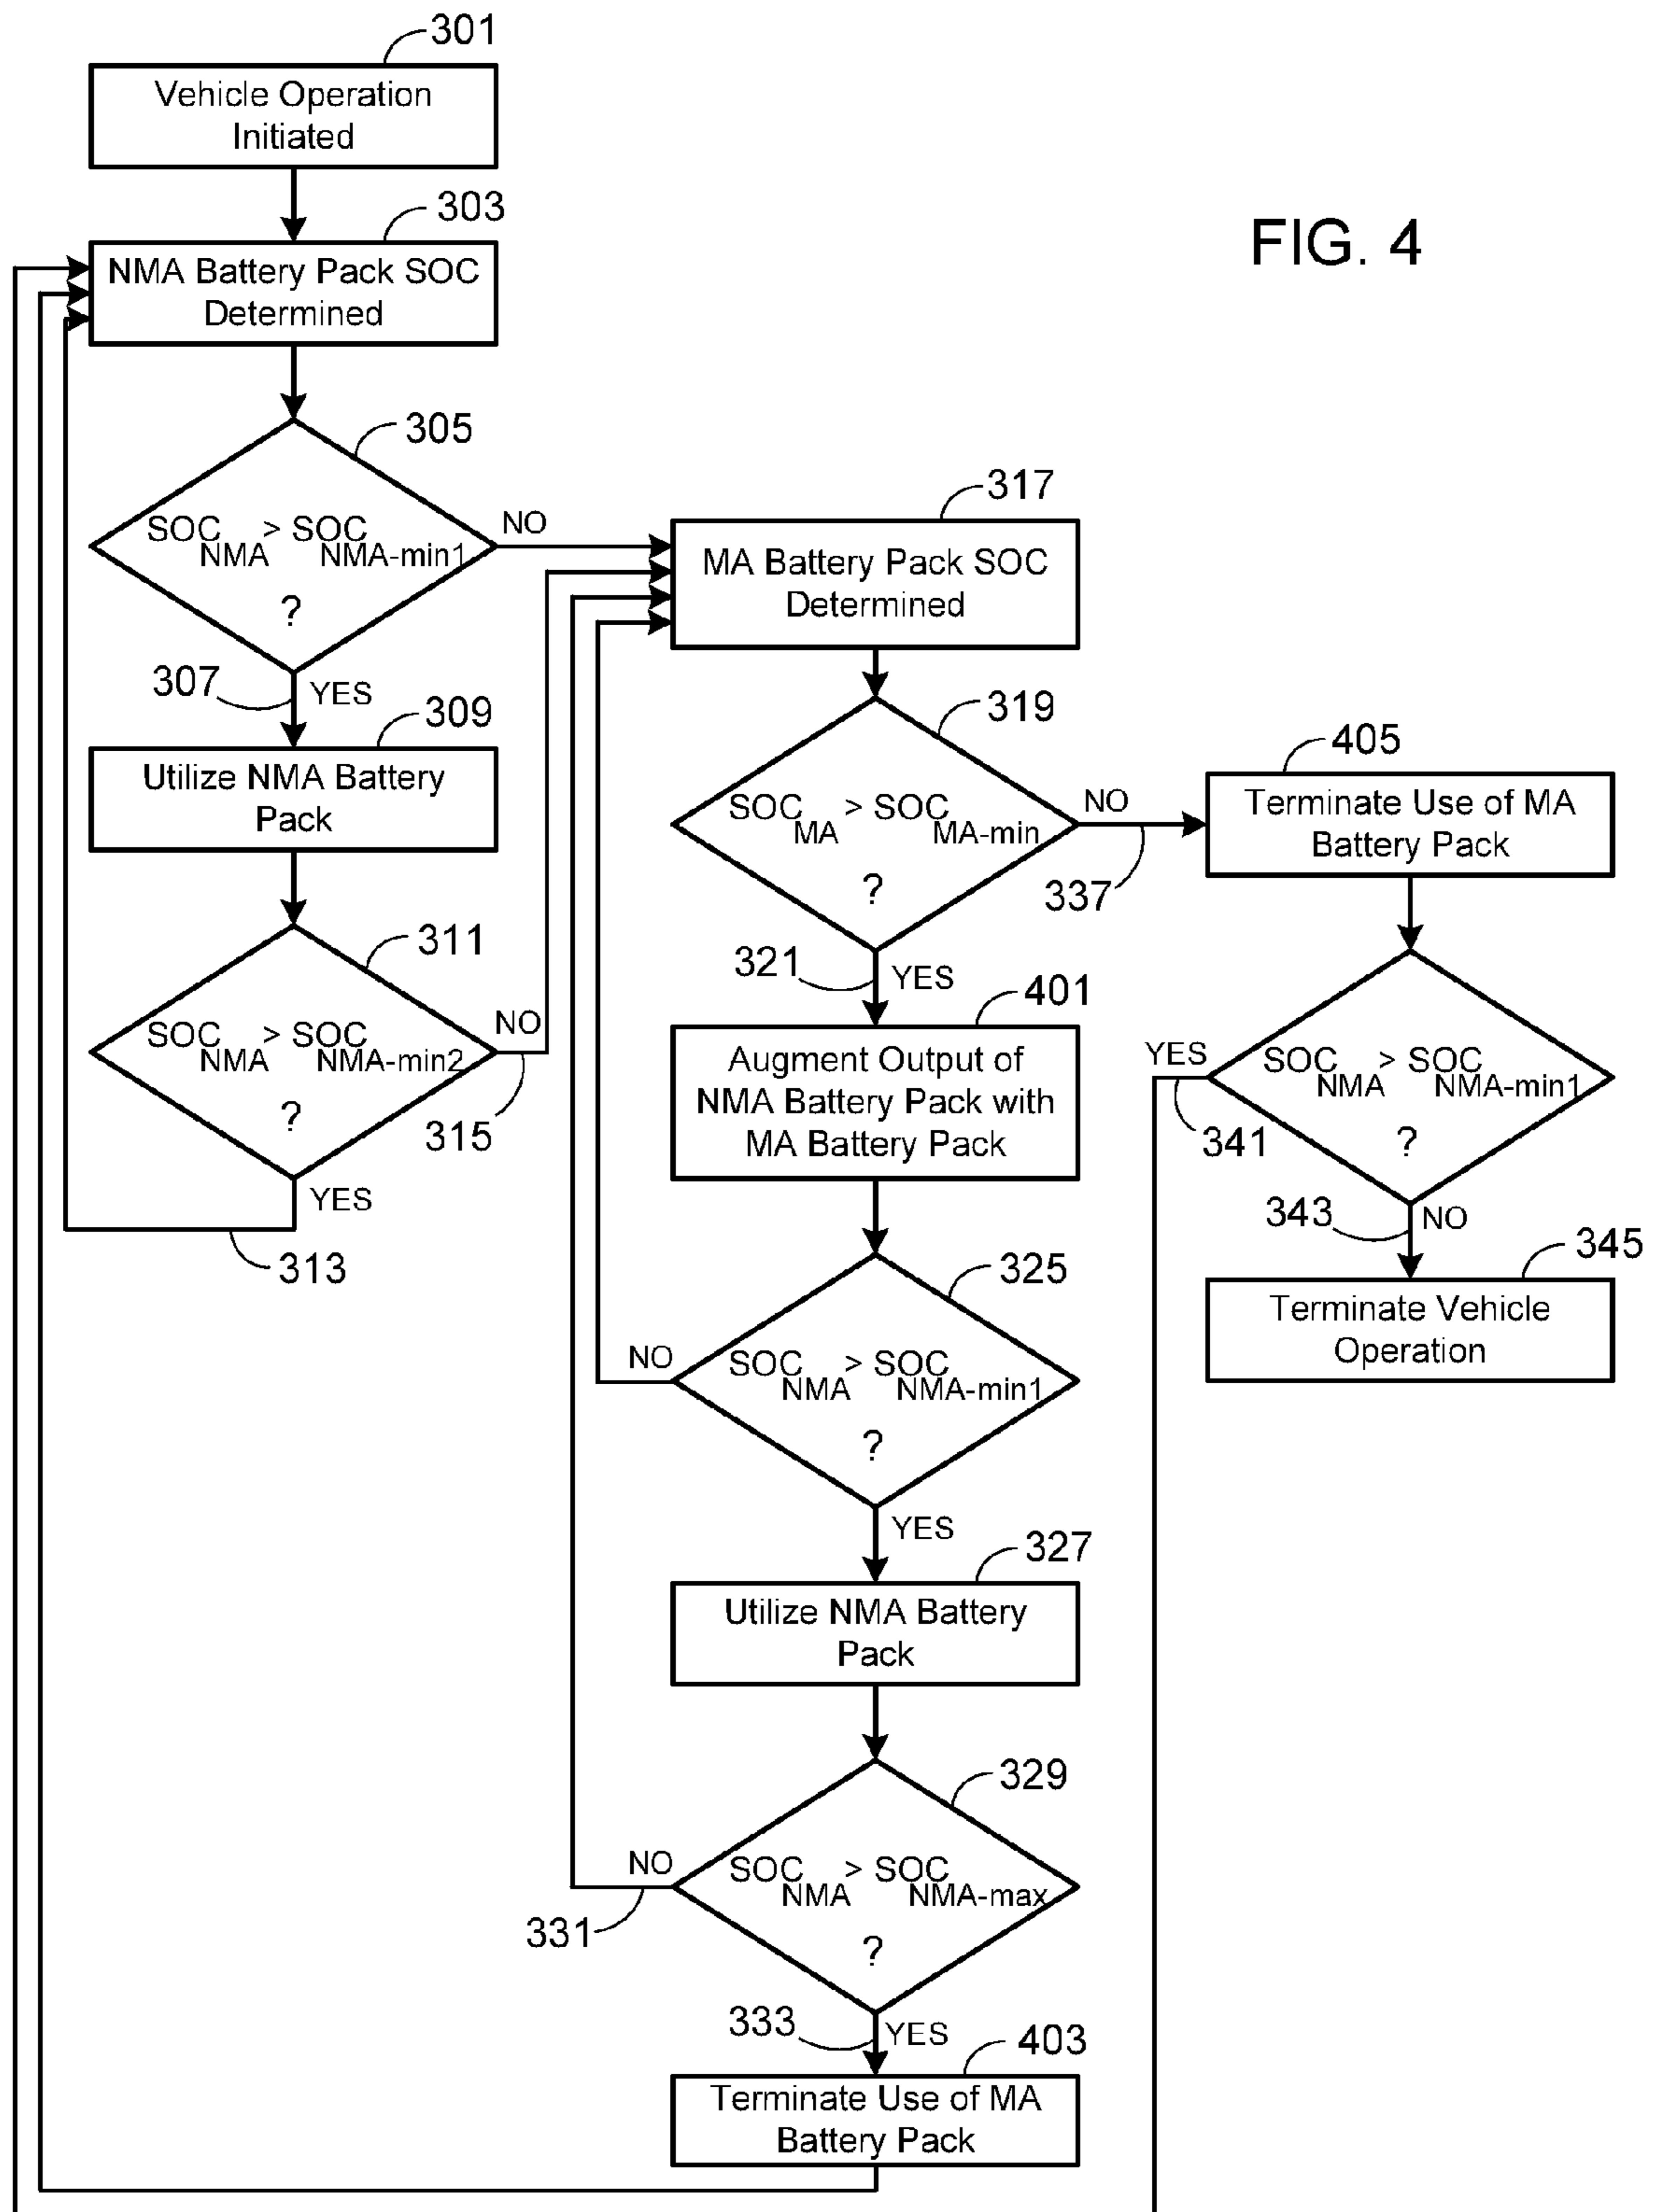 301
Vehicle Operation
Initiated
303
NMA Battery Pack SOC
Determined
FIG. 4
305
SOC NMA > SOC NMA-min1
?
NO
307
YES
309
Utilize NMA Battery
Pack
311
SOC NMA > SOC NMA-min2
?
NO
315
YES
313
317
MA Battery Pack SOC
Determined
319
SOC MA > SOC MA-min
?
NO
337
321
YES
401
Augment Output of
NMA Battery Pack with
MA Battery Pack
325
NO
SOC NMA > SOC NMA-min1
?
YES
327
Utilize NMA Battery
Pack
329
NO
SOC NMA > SOC NMA-max
?
331
333
YES
403
Terminate Use of MA
Battery Pack
405
Terminate Use of MA
Battery Pack
YES
SOC NMA > SOC NMA-min1
?
341
343
NO
345
Terminate Vehicle
Operation